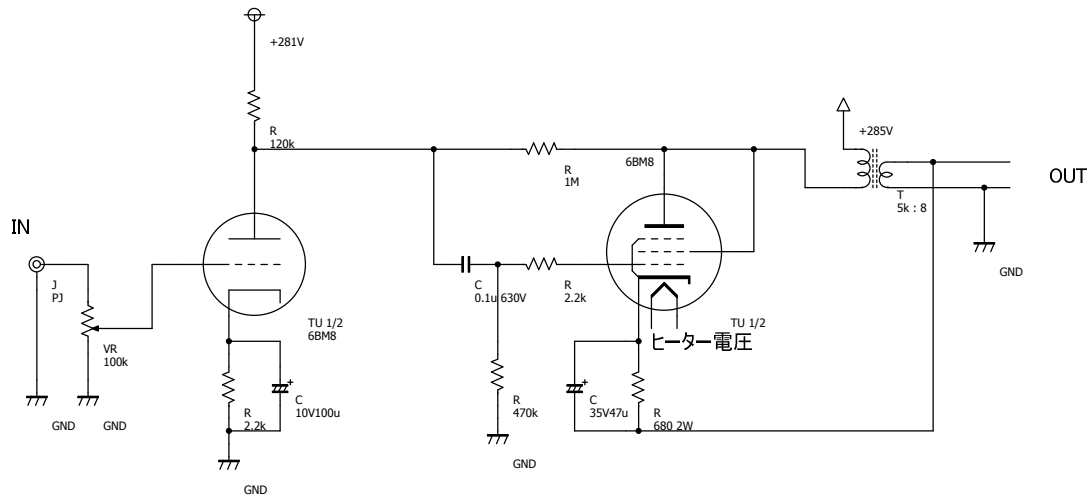 +281V
R
120k
R
1M
6BM8
+285V
T
5k : 8
OUT
IN
J
PJ
VR
100k
GND
GND
TU 1/2
6BM8
R
2.2k
C
10V100u
GND
C
0.1u 630V
R
2.2k
R
470k
GND
TU 1/2
ヒーター電圧
C
35V47u
R
680 2W
GND